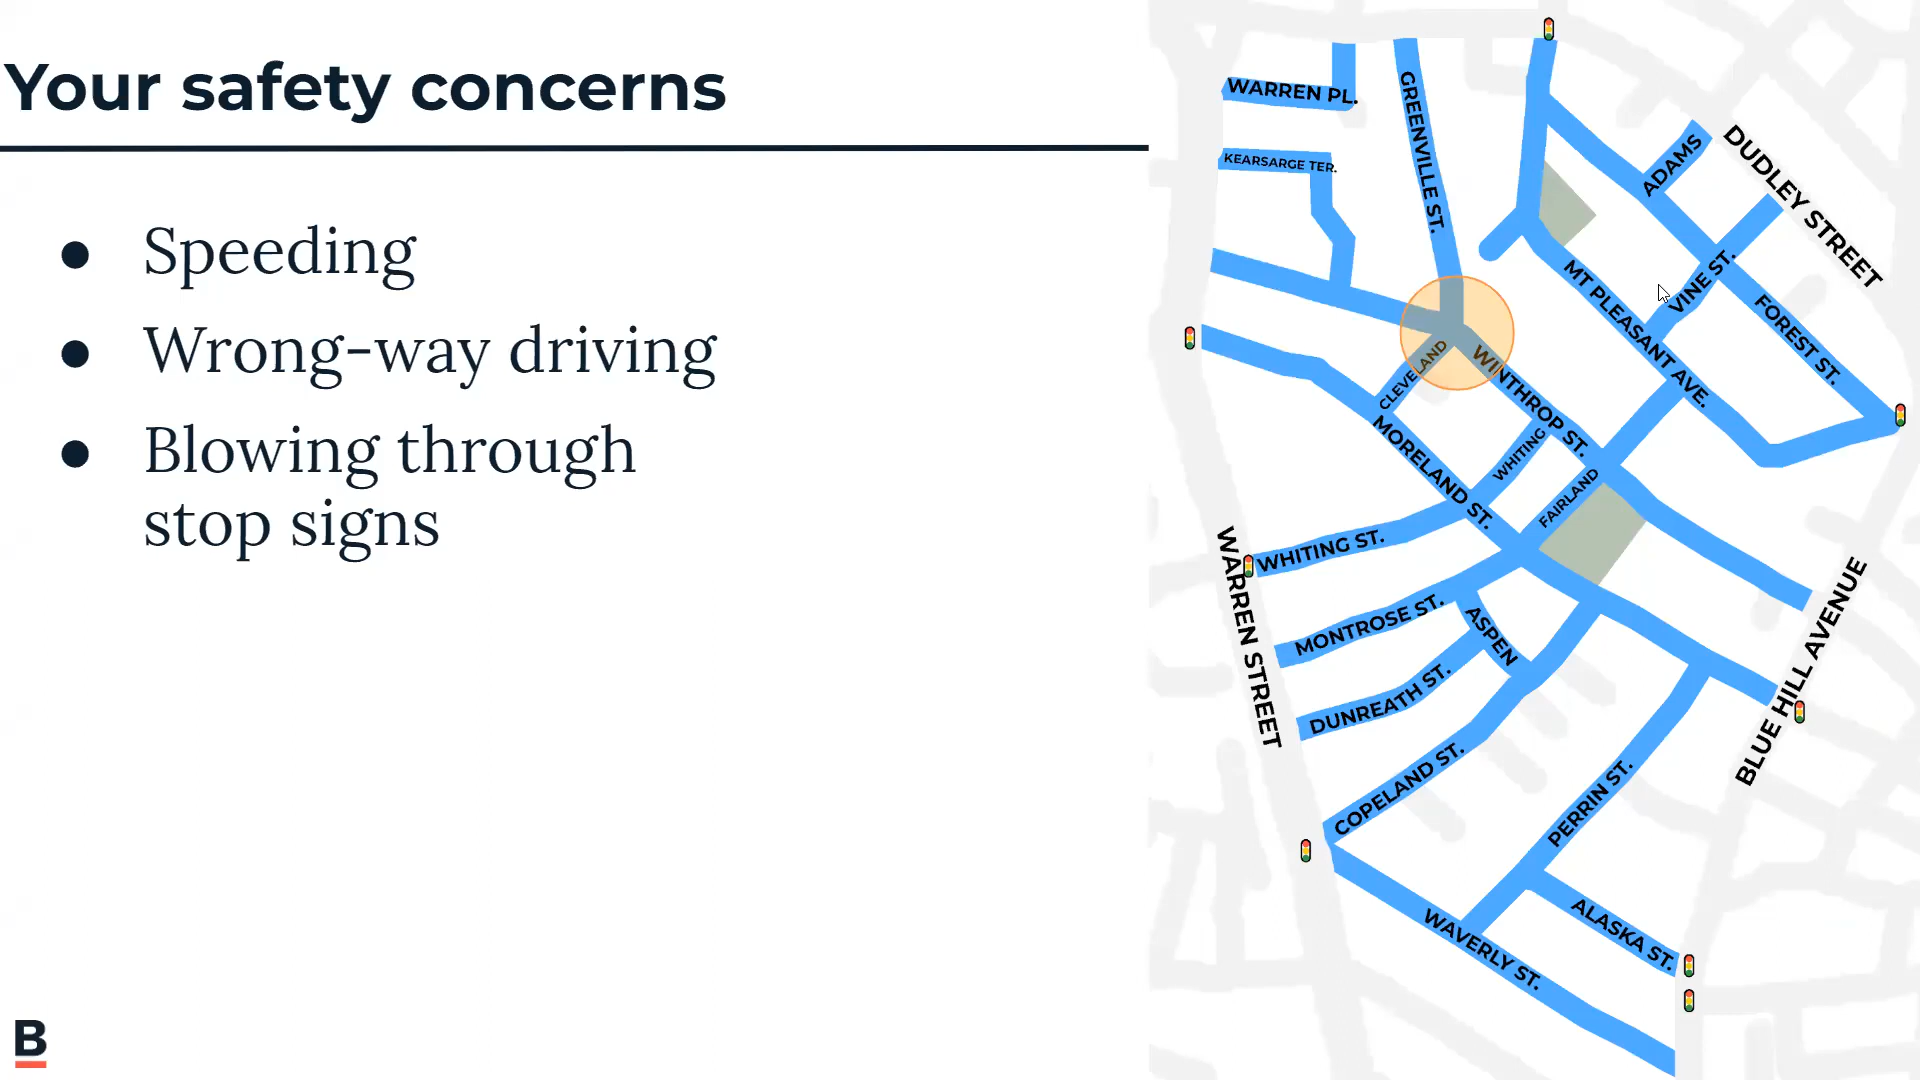 Your safety concerns
● Speeding
● Wrong-way driving
● Blowing through
stop signs
B
WARREN PL.
KEARSARGE TER.
GREENVILLE ST.
ADAMS
DUDLEY STREET
VINE ST.
MT PLEASANT AVE.
FOREST ST.
CLEVELAND
WINTHROP ST.
MORELAND ST.
WHITING
FAIRLAND
WHITING ST.
WARREN STREET
MONTROSE ST.
ASPEN
DUNREATH ST.
BLUE HILL AVENUE
COPELAND ST.
PERRIN ST.
ALASKA ST.
WAVERLY ST.